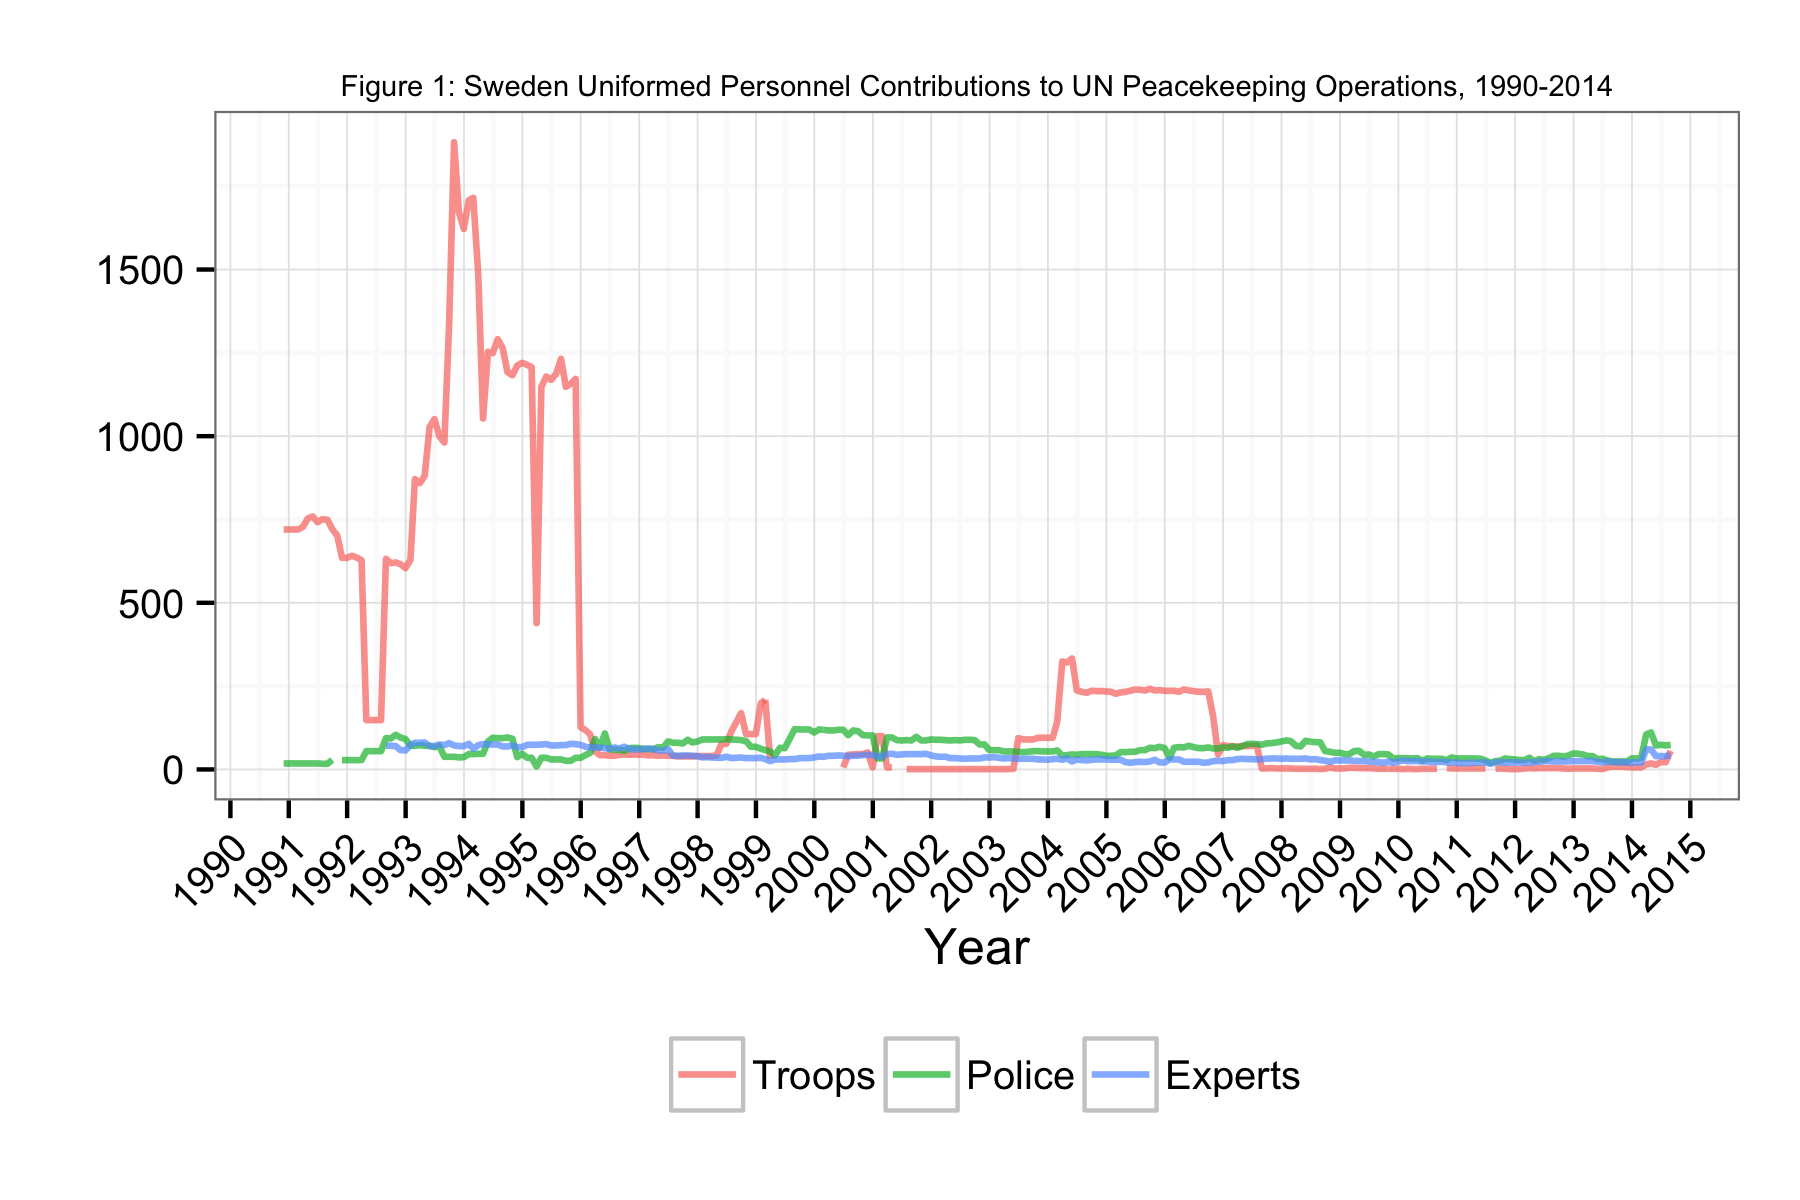 Figure 1: Sweden Uniformed Personnel Contributions to UN Peacekeeping Operations, 1990-2014
1500
1000
500
0
1990 1991 1992 1993 1994 1995 1996 1997 1998 1999 2000 2001 2002 2003 2004 2005 2006 2007 2008 2009 2010 2011 2012 2013 2014 2015
Year
Troops Police Experts